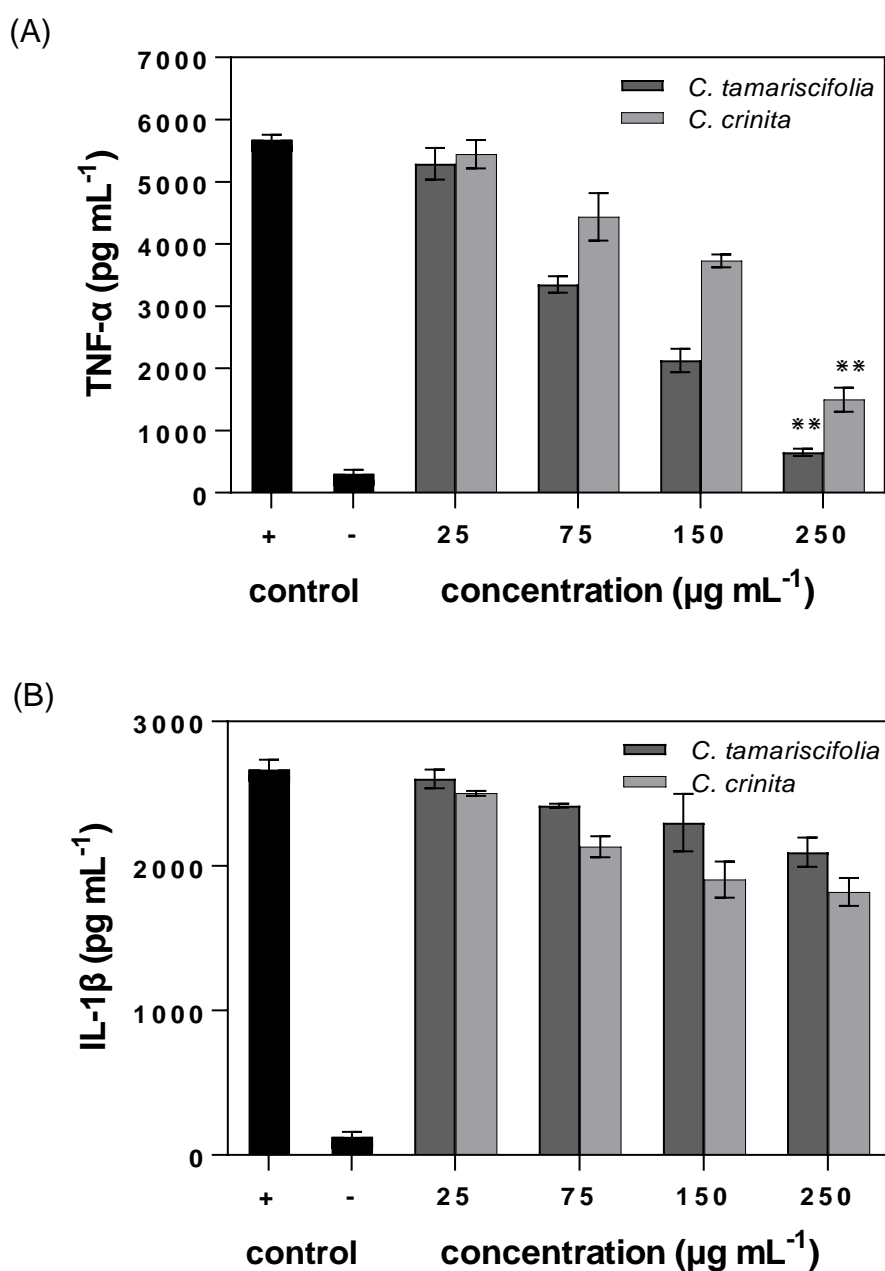 (A)
7000
6000
5000
4000
3000
2000
1000
0
TNF-α (pg mL⁻¹)
C. tamariscifolia
C. crinita
** **
+ - 25 75 150 250
control concentration (µg mL⁻¹)
(B)
3000
2000
1000
0
IL-1β (pg mL⁻¹)
C. tamariscifolia
C. crinita
+ - 25 75 150 250
control concentration (µg mL⁻¹)